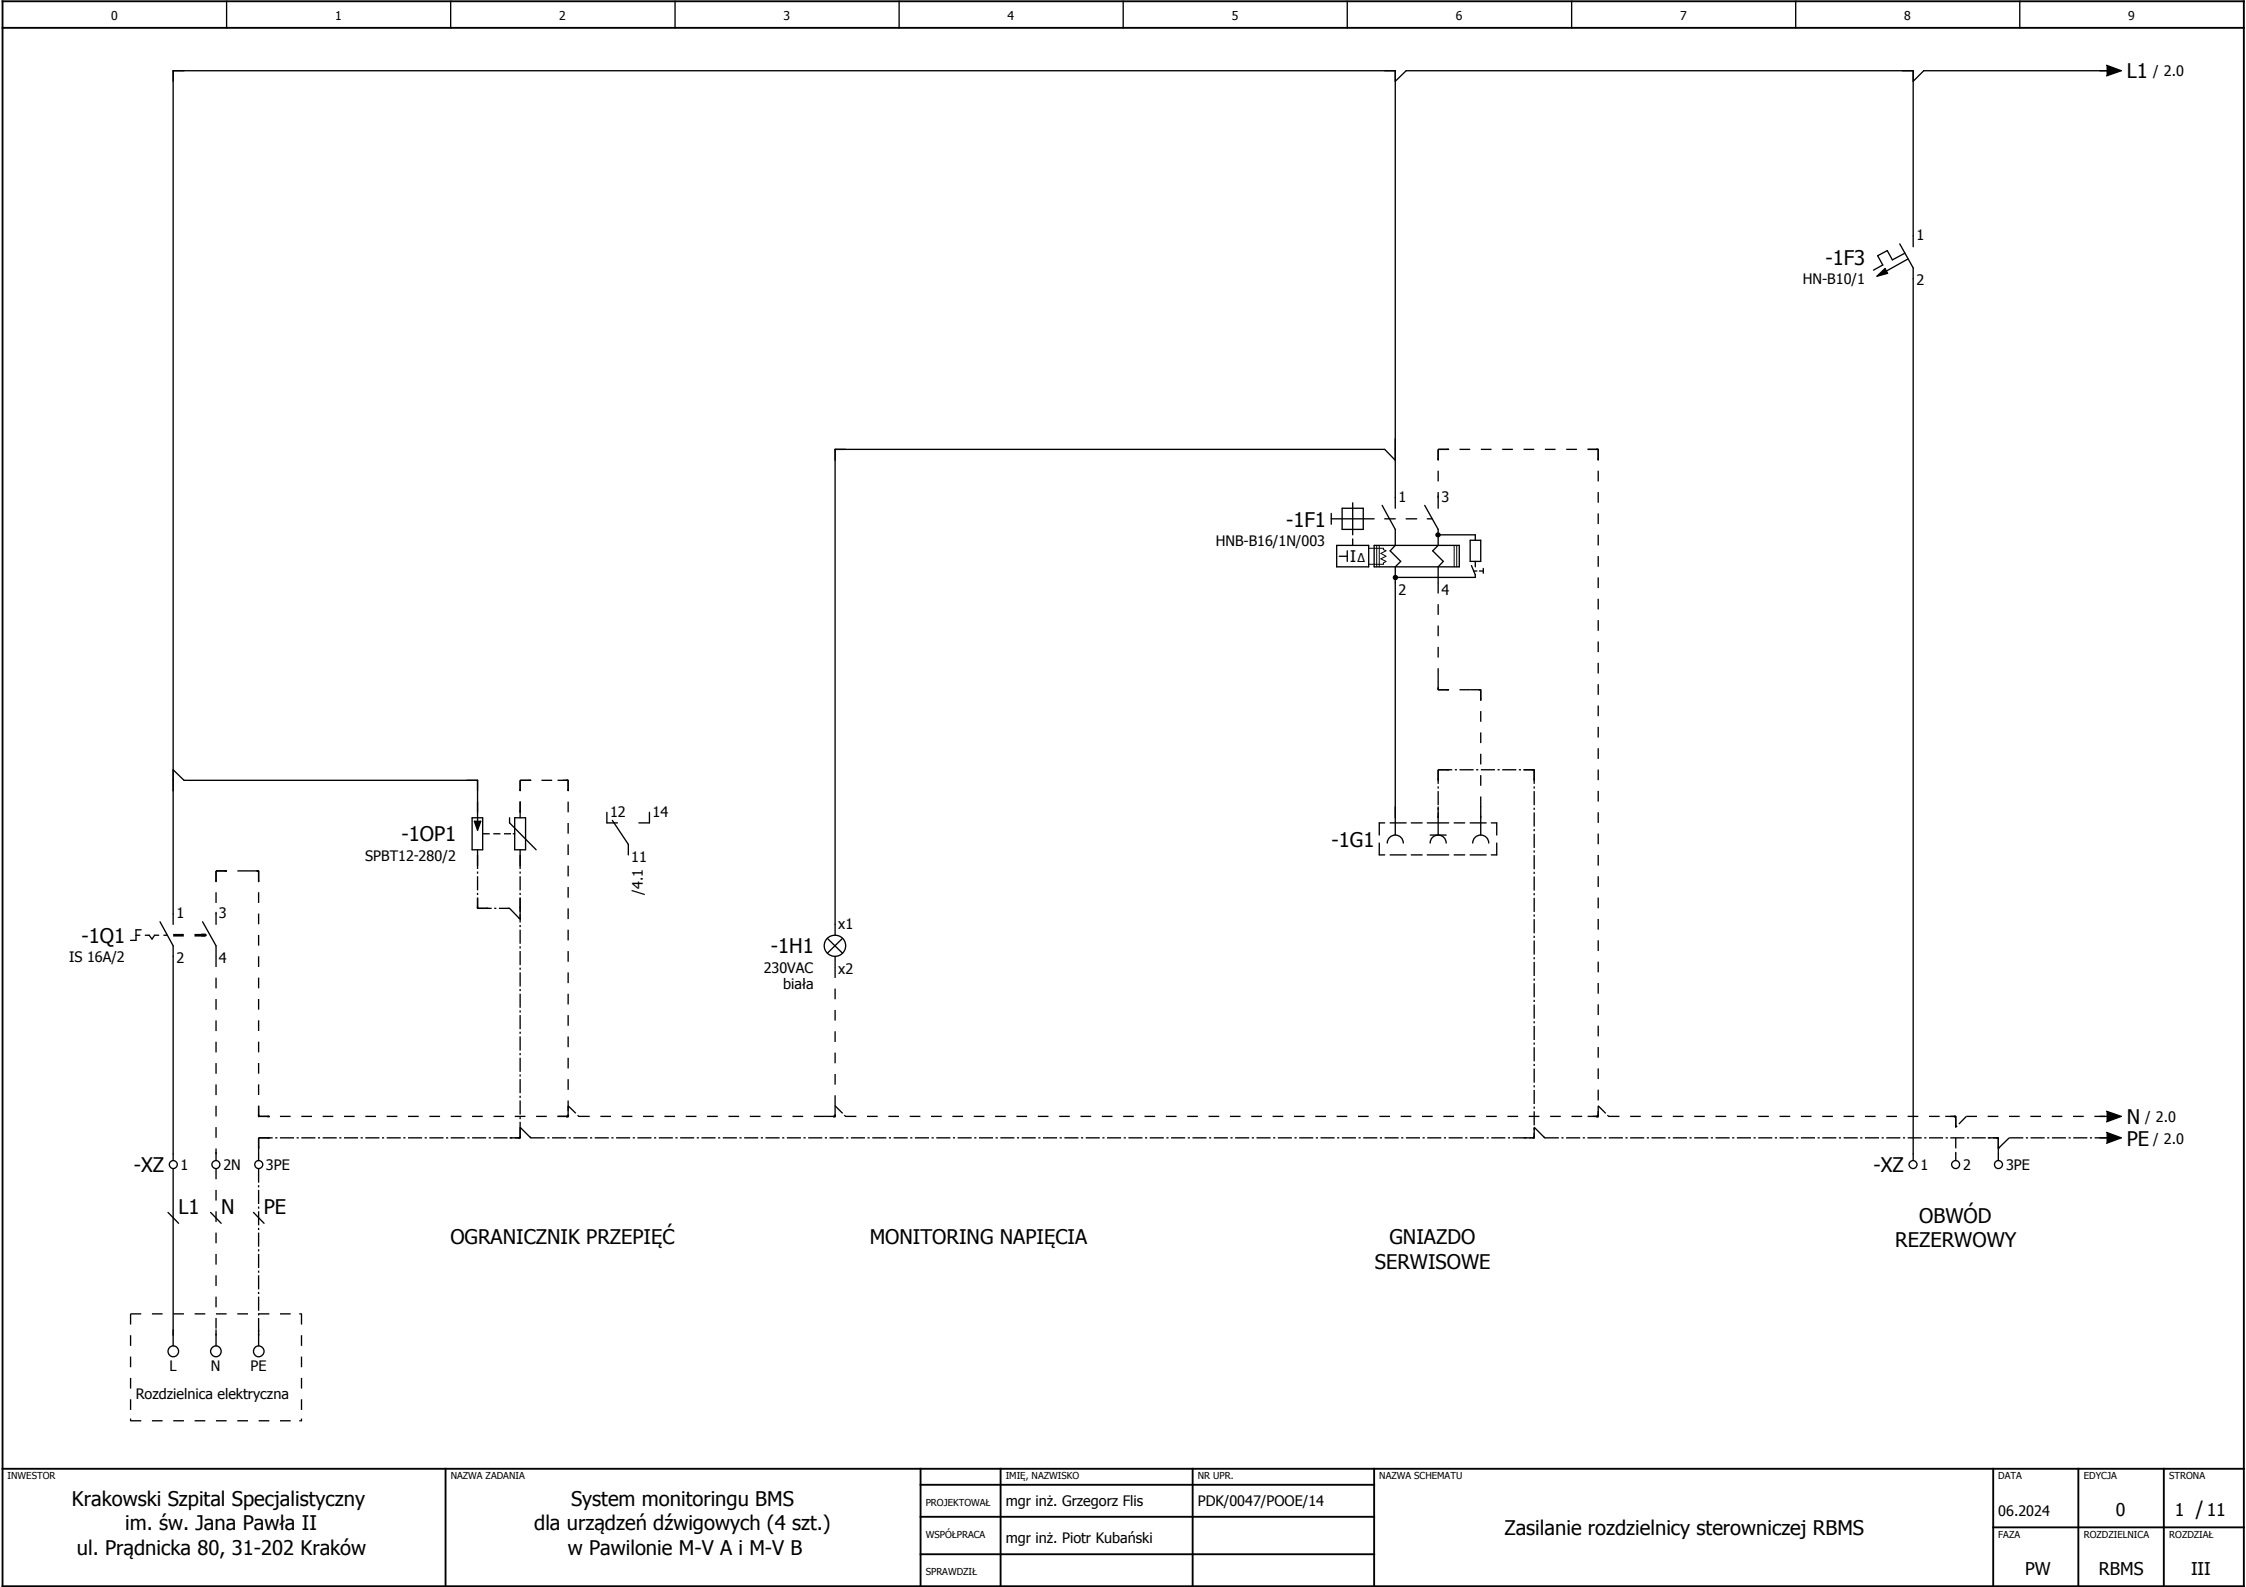 0 1 2 3 4 5 6 7 8 9
L1 / 2.0
1
-1F3
HN-B10/1
2
1 3
-1F1
HNB-B16/1N/003
I∆
2 4
12 14
-1OP1
SPBT12-280/2
11
/4.1
-1G1
1 3
-1Q1
IS 16A/2
2 4
x1
-1H1
230VAC
biała
x2
N / 2.0
PE / 2.0
-XZ 1 2N 3PE
-XZ 1 2 3PE
L1 N PE
OGRANICZNIK PRZEPIĘĆ
MONITORING NAPIĘCIA
GNIAZDO
SERWISOWE
OBWÓD
REZERWOWY
L N PE
Rozdzielnica elektryczna
INWESTOR
Krakowski Szpital Specjalistyczny
im. św. Jana Pawła II
ul. Prądnicka 80, 31-202 Kraków
NAZWA ZADANIA
System monitoringu BMS
dla urządzeń dźwigowych (4 szt.)
w Pawilonie M-V A i M-V B
IMIĘ, NAZWISKO NR UPR.
PROJEKTOWAŁ mgr inż. Grzegorz Flis PDK/0047/POOE/14
WSPÓŁPRACA mgr inż. Piotr Kubański
SPRAWDZIŁ
NAZWA SCHEMATU
Zasilanie rozdzielnicy sterowniczej RBMS
DATA EDYCJA STRONA
06.2024 0 1 / 11
FAZA ROZDZIELNICA ROZDZIAŁ
PW RBMS III